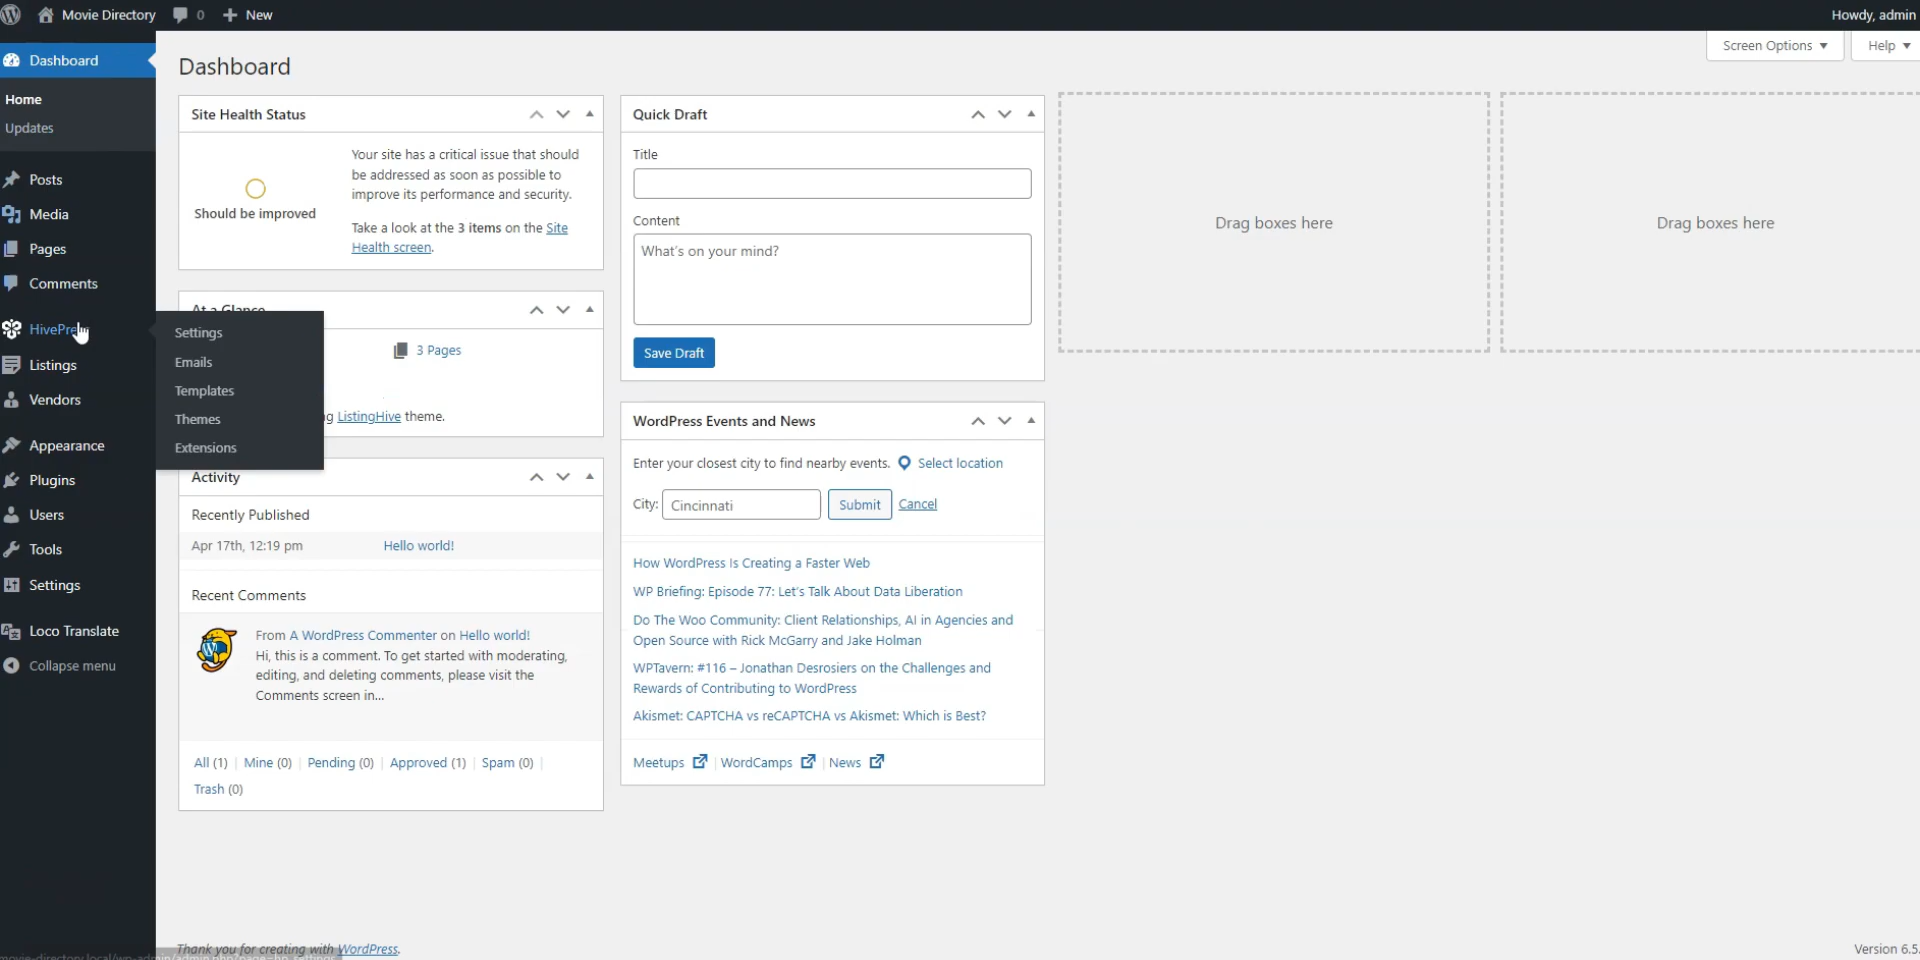 Movie Directory
0
New
Howdy, admin
Screen Options
Help
Dashboard
Home
Updates
Posts
Media
Pages
Comments
Listings
Vendors
Appearance
Plugins
Users
Tools
Settings
Loco Translate
Collapse menu
Settings
Emails
Templates
Themes
Extensions
Dashboard
Site Health Status
Should be improved
Your site has a critical issue that should
be addressed as soon as possible to
improve its performance and security.
Take a look at the 3 items on the Site
Health screen.
At a Glance
3 Pages
ListingHive theme.
Activity
Recently Published
Apr 17th, 12:19 pm
Hello world!
Recent Comments
From A WordPress Commenter on Hello world!
Hi, this is a comment. To get started with moderating,
editing, and deleting comments, please visit the
Comments screen in...
All (1) | Mine (0) | Pending (0) | Approved (1) | Spam (0) |
Trash (0)
Quick Draft
Title
Content
What's on your mind?
Save Draft
WordPress Events and News
Enter your closest city to find nearby events.
Select location
City:
Cincinnati
Submit
Cancel
How WordPress Is Creating a Faster Web
WP Briefing: Episode 77: Let's Talk About Data Liberation
Do The Woo Community: Client Relationships, AI in Agencies and
Open Source with Rick McGarry and Jake Holman
WPTavern: #116 – Jonathan Desrosiers on the Challenges and
Rewards of Contributing to WordPress
Akismet: CAPTCHA vs reCAPTCHA vs Akismet: Which is Best?
Meetups | WordCamps | News
Drag boxes here
Drag boxes here
Thank you for creating with WordPress.
Version 6.5.